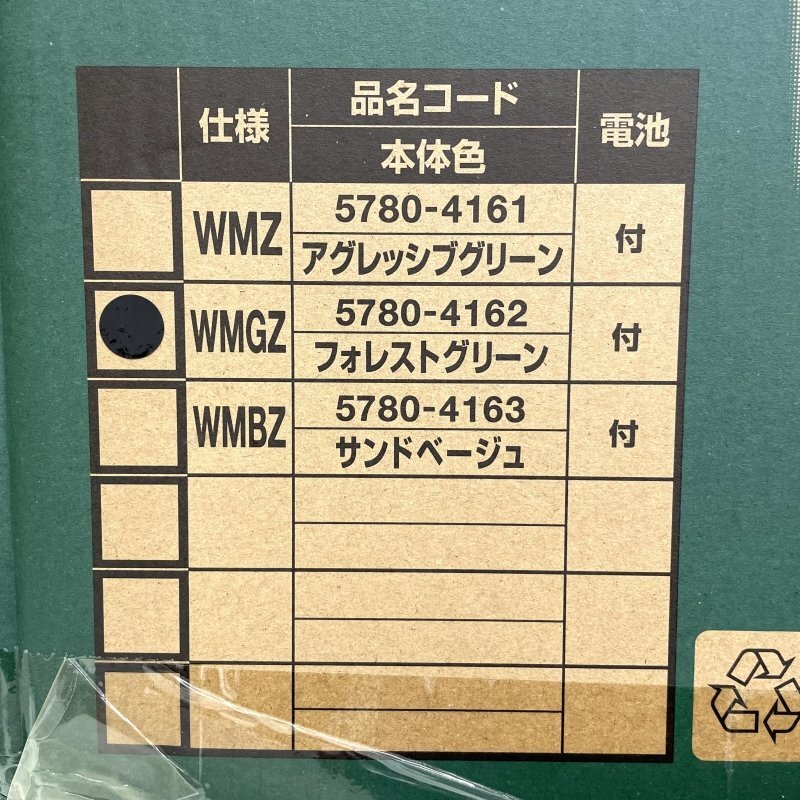 仕様
品名コード
本体色
電池
WMZ
5780-4161
アグレッシブグリーン
付
WMGZ
5780-4162
フォレストグリーン
付
WMBZ
5780-4163
サンドベージュ
付